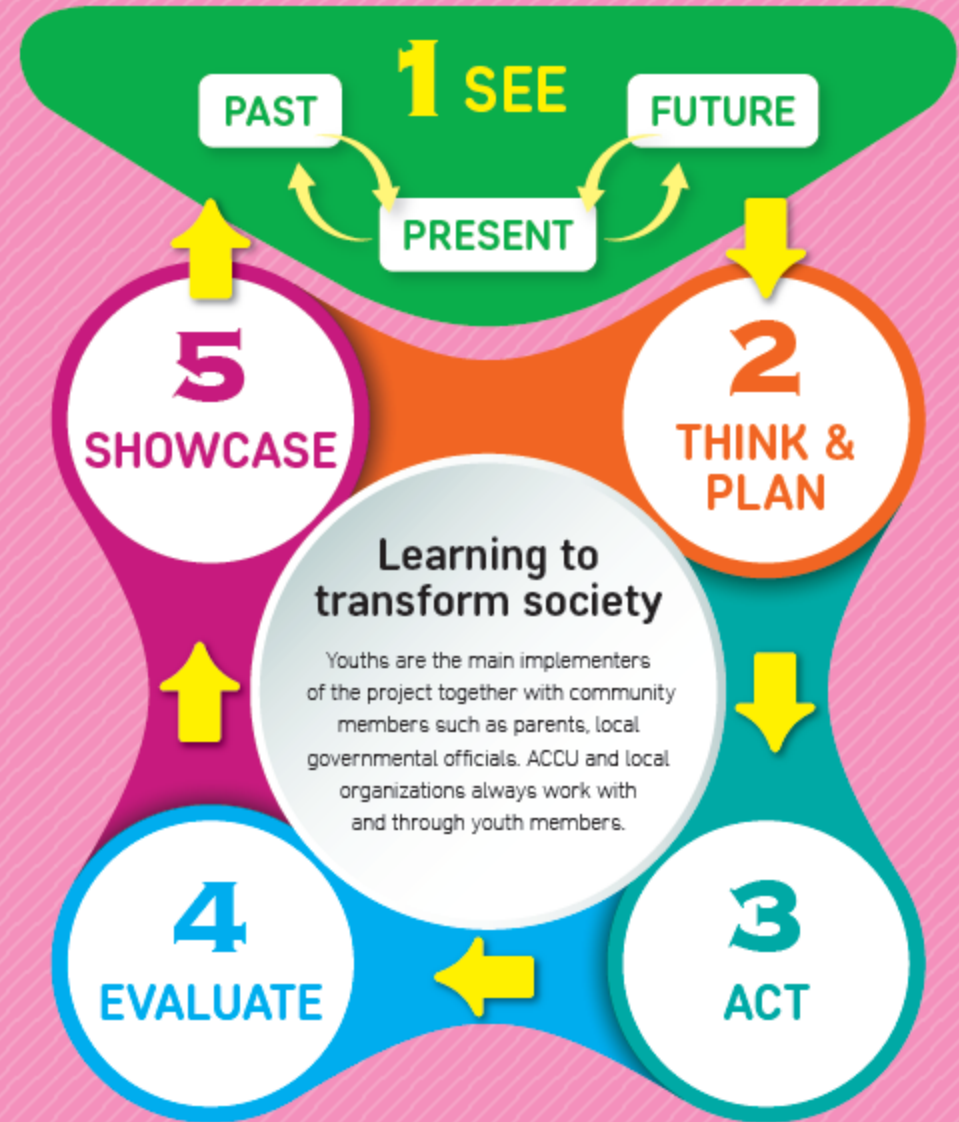 1 SEE
PAST
FUTURE
PRESENT
2
THINK &
PLAN
3
ACT
4
EVALUATE
5
SHOWCASE
Learning to
transform society
Youths are the main implementers
of the project together with community
members such as parents, local
governmental officials. ACCU and local
organizations always work with
and through youth members.